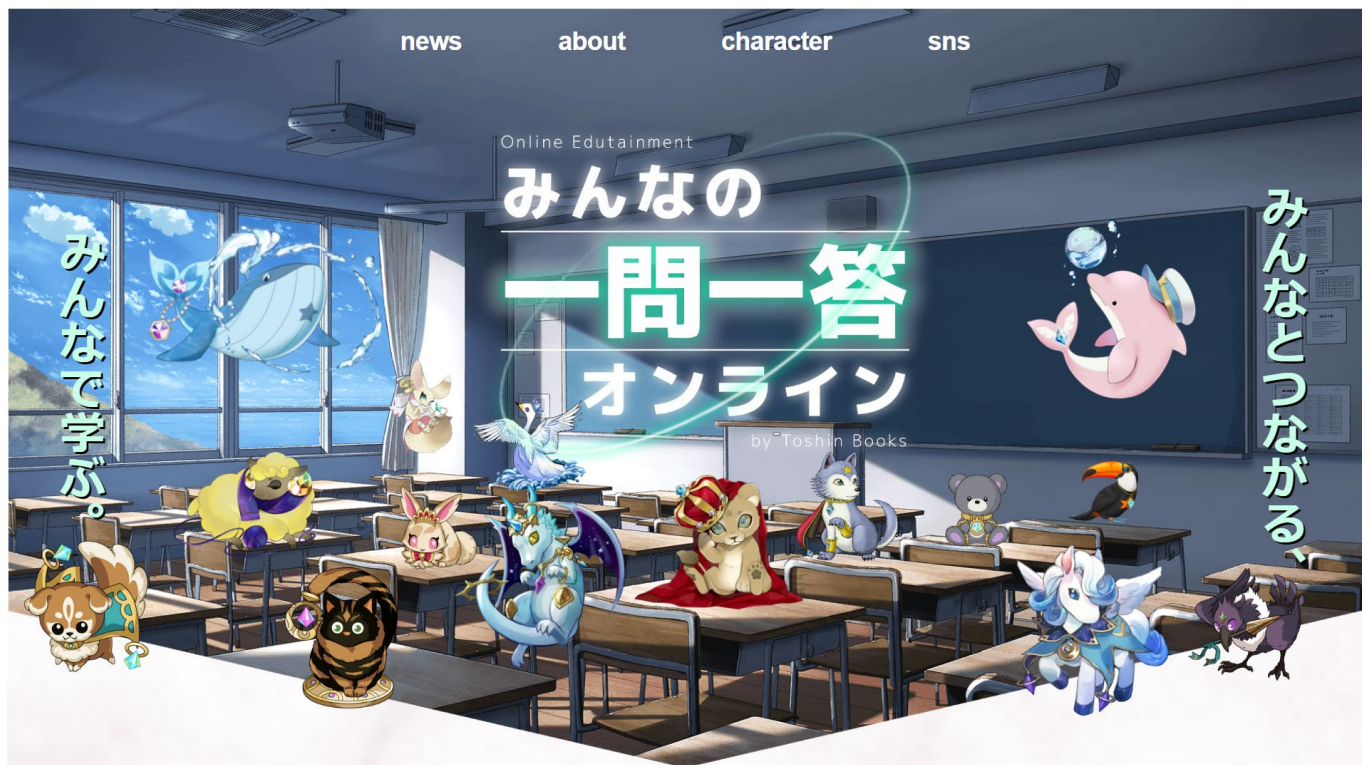 news about character sns
Online Edutainment
みんなの
一問一答
オンライン
by Toshin Books
みんなとつながる、
みんなで学ぶ。